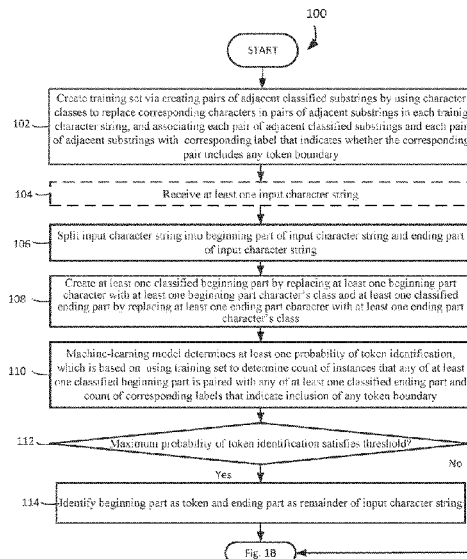 100
START
Create training set via creating pairs of adjacent classified substrings by using character
classes to replace corresponding characters in pairs of adjacent substrings in each training
character string, and associating each pair of adjacent classified substrings and each pair
of adjacent substrings with corresponding label that indicates whether the corresponding
pair includes any token boundary
102
Receive at least one input character string
104
Split input character string into beginning part of input character string and ending part
of input character string
106
Create at least one classified beginning part by replacing at least one beginning part
character with at least one beginning part character's class and at least one classified
ending part by replacing at least one ending part character with at least one ending part
character's class
108
Machine-learning model determines at least one probability of token identification,
which is based on using training set to determine count of instances that any of at least
one classified beginning part is paired with any of at least one classified ending part and
count of corresponding labels that indicate inclusion of any token boundary
110
112
Maximum probability of token identification satisfies threshold?
No
Yes
114
Identify beginning part as token and ending part as remainder of input character string
Fig. 1B